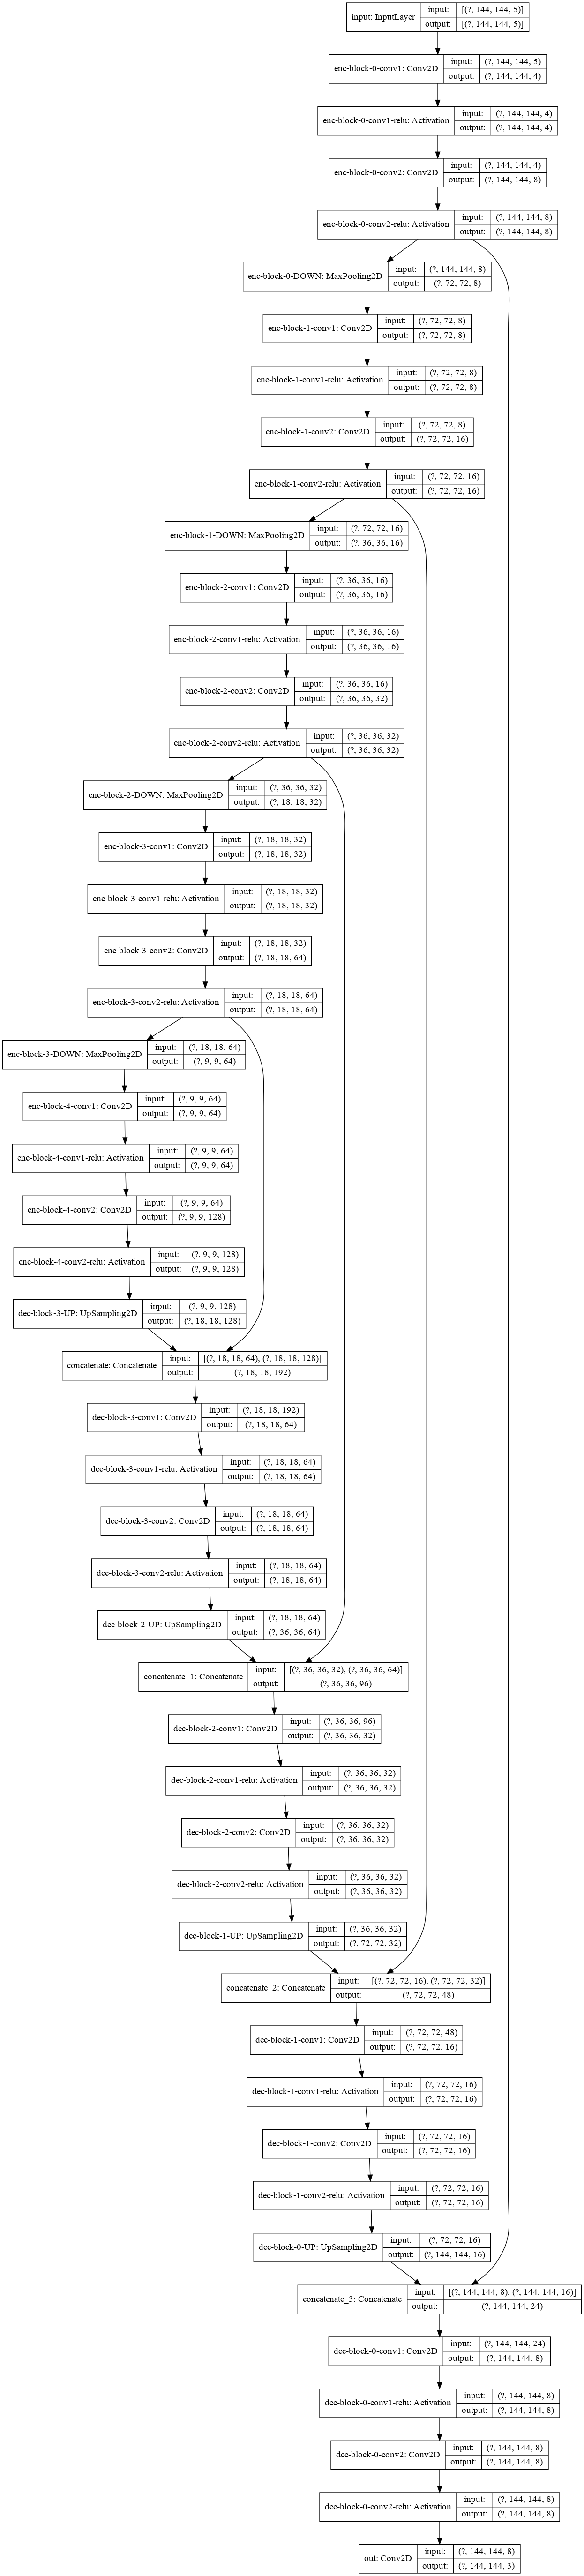 input: InputLayer
input: [(?, 144, 144, 5)]
output: [(?, 144, 144, 5)]
enc-block-0-conv1: Conv2D
input: (?, 144, 144, 5)
output: (?, 144, 144, 4)
enc-block-0-conv1-relu: Activation
input: (?, 144, 144, 4)
output: (?, 144, 144, 4)
enc-block-0-conv2: Conv2D
input: (?, 144, 144, 4)
output: (?, 144, 144, 8)
enc-block-0-conv2-relu: Activation
input: (?, 144, 144, 8)
output: (?, 144, 144, 8)
enc-block-0-DOWN: MaxPooling2D
input: (?, 144, 144, 8)
output: (?, 72, 72, 8)
enc-block-1-conv1: Conv2D
input: (?, 72, 72, 8)
output: (?, 72, 72, 8)
enc-block-1-conv1-relu: Activation
input: (?, 72, 72, 8)
output: (?, 72, 72, 8)
enc-block-1-conv2: Conv2D
input: (?, 72, 72, 8)
output: (?, 72, 72, 16)
enc-block-1-conv2-relu: Activation
input: (?, 72, 72, 16)
output: (?, 72, 72, 16)
enc-block-1-DOWN: MaxPooling2D
input: (?, 72, 72, 16)
output: (?, 36, 36, 16)
enc-block-2-conv1: Conv2D
input: (?, 36, 36, 16)
output: (?, 36, 36, 16)
enc-block-2-conv1-relu: Activation
input: (?, 36, 36, 16)
output: (?, 36, 36, 16)
enc-block-2-conv2: Conv2D
input: (?, 36, 36, 16)
output: (?, 36, 36, 32)
enc-block-2-conv2-relu: Activation
input: (?, 36, 36, 32)
output: (?, 36, 36, 32)
enc-block-2-DOWN: MaxPooling2D
input: (?, 36, 36, 32)
output: (?, 18, 18, 32)
enc-block-3-conv1: Conv2D
input: (?, 18, 18, 32)
output: (?, 18, 18, 32)
enc-block-3-conv1-relu: Activation
input: (?, 18, 18, 32)
output: (?, 18, 18, 32)
enc-block-3-conv2: Conv2D
input: (?, 18, 18, 32)
output: (?, 18, 18, 64)
enc-block-3-conv2-relu: Activation
input: (?, 18, 18, 64)
output: (?, 18, 18, 64)
enc-block-3-DOWN: MaxPooling2D
input: (?, 18, 18, 64)
output: (?, 9, 9, 64)
enc-block-4-conv1: Conv2D
input: (?, 9, 9, 64)
output: (?, 9, 9, 64)
enc-block-4-conv1-relu: Activation
input: (?, 9, 9, 64)
output: (?, 9, 9, 64)
enc-block-4-conv2: Conv2D
input: (?, 9, 9, 64)
output: (?, 9, 9, 128)
enc-block-4-conv2-relu: Activation
input: (?, 9, 9, 128)
output: (?, 9, 9, 128)
dec-block-3-UP: UpSampling2D
input: (?, 9, 9, 128)
output: (?, 18, 18, 128)
concatenate: Concatenate
input: [(?, 18, 18, 64), (?, 18, 18, 128)]
output: (?, 18, 18, 192)
dec-block-3-conv1: Conv2D
input: (?, 18, 18, 192)
output: (?, 18, 18, 64)
dec-block-3-conv1-relu: Activation
input: (?, 18, 18, 64)
output: (?, 18, 18, 64)
dec-block-3-conv2: Conv2D
input: (?, 18, 18, 64)
output: (?, 18, 18, 64)
dec-block-3-conv2-relu: Activation
input: (?, 18, 18, 64)
output: (?, 18, 18, 64)
dec-block-2-UP: UpSampling2D
input: (?, 18, 18, 64)
output: (?, 36, 36, 64)
concatenate_1: Concatenate
input: [(?, 36, 36, 32), (?, 36, 36, 64)]
output: (?, 36, 36, 96)
dec-block-2-conv1: Conv2D
input: (?, 36, 36, 96)
output: (?, 36, 36, 32)
dec-block-2-conv1-relu: Activation
input: (?, 36, 36, 32)
output: (?, 36, 36, 32)
dec-block-2-conv2: Conv2D
input: (?, 36, 36, 32)
output: (?, 36, 36, 32)
dec-block-2-conv2-relu: Activation
input: (?, 36, 36, 32)
output: (?, 36, 36, 32)
dec-block-1-UP: UpSampling2D
input: (?, 36, 36, 32)
output: (?, 72, 72, 32)
concatenate_2: Concatenate
input: [(?, 72, 72, 16), (?, 72, 72, 32)]
output: (?, 72, 72, 48)
dec-block-1-conv1: Conv2D
input: (?, 72, 72, 48)
output: (?, 72, 72, 16)
dec-block-1-conv1-relu: Activation
input: (?, 72, 72, 16)
output: (?, 72, 72, 16)
dec-block-1-conv2: Conv2D
input: (?, 72, 72, 16)
output: (?, 72, 72, 16)
dec-block-1-conv2-relu: Activation
input: (?, 72, 72, 16)
output: (?, 72, 72, 16)
dec-block-0-UP: UpSampling2D
input: (?, 72, 72, 16)
output: (?, 144, 144, 16)
concatenate_3: Concatenate
input: [(?, 144, 144, 8), (?, 144, 144, 16)]
output: (?, 144, 144, 24)
dec-block-0-conv1: Conv2D
input: (?, 144, 144, 24)
output: (?, 144, 144, 8)
dec-block-0-conv1-relu: Activation
input: (?, 144, 144, 8)
output: (?, 144, 144, 8)
dec-block-0-conv2: Conv2D
input: (?, 144, 144, 8)
output: (?, 144, 144, 8)
dec-block-0-conv2-relu: Activation
input: (?, 144, 144, 8)
output: (?, 144, 144, 8)
out: Conv2D
input: (?, 144, 144, 8)
output: (?, 144, 144, 3)